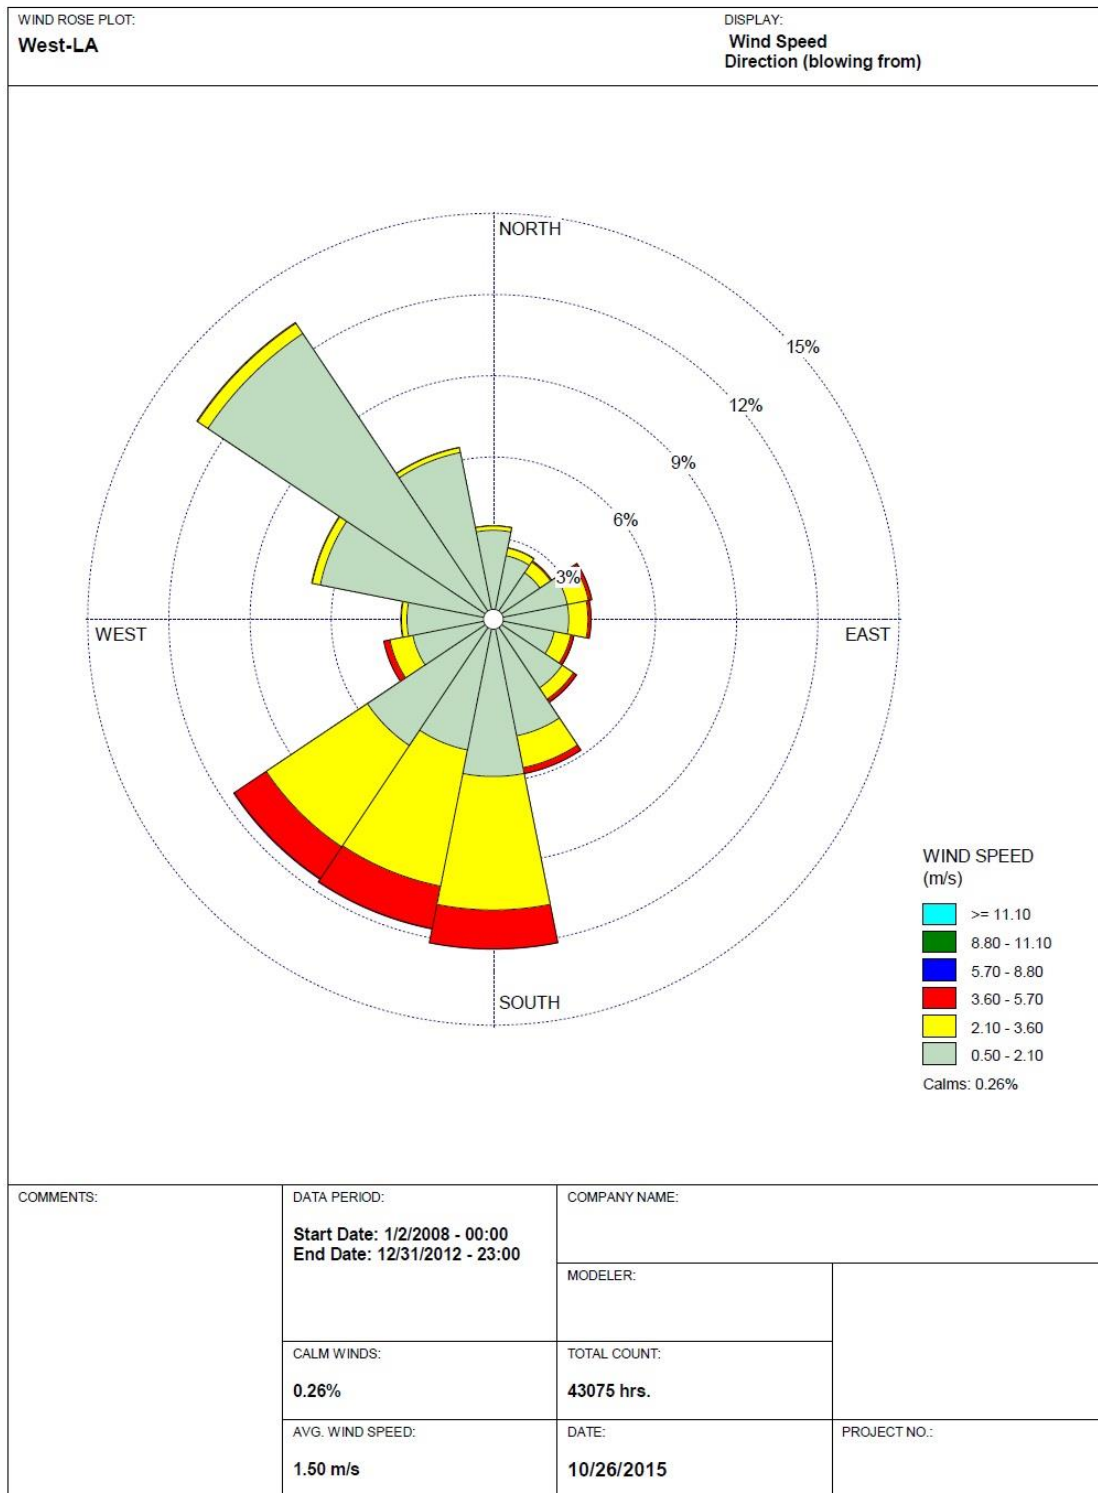 WIND ROSE PLOT:
West-LA
DISPLAY:
Wind Speed
Direction (blowing from)
NORTH
15%
12%
9%
6%
3%
WEST
EAST
SOUTH
WIND SPEED
(m/s)
>= 11.10
8.80 - 11.10
5.70 - 8.80
3.60 - 5.70
2.10 - 3.60
0.50 - 2.10
Calms: 0.26%
COMMENTS:
DATA PERIOD:
Start Date: 1/2/2008 - 00:00
End Date: 12/31/2012 - 23:00
COMPANY NAME:
MODELER:
CALM WINDS:
0.26%
TOTAL COUNT:
43075 hrs.
AVG. WIND SPEED:
1.50 m/s
DATE:
10/26/2015
PROJECT NO.: